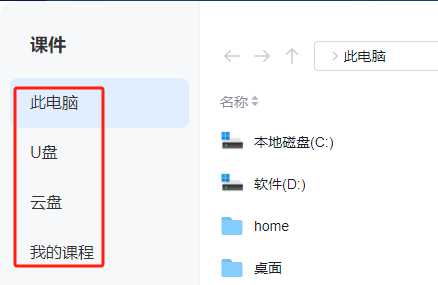 课件
此电脑
U盘
云盘
我的课程
此电脑
名称
本地磁盘(C:)
软件(D:)
home
桌面